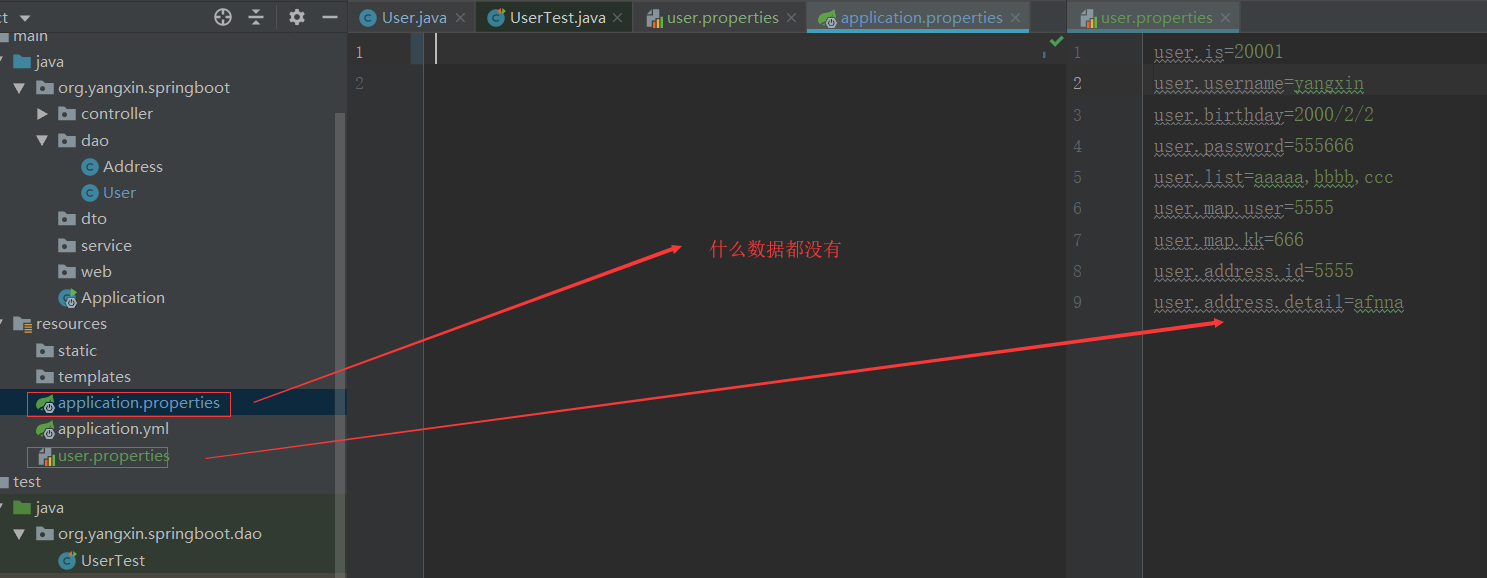 ct
User.java
UserTest.java
user.properties
application.properties
user.properties
main
java
org.yangxin.springboot
controller
dao
Address
User
dto
service
web
Application
resources
static
templates
application.properties
application.yml
user.properties
test
java
org.yangxin.springboot.dao
UserTest
1
2
什么数据都没有
1 user.is=20001
2 user.username=yangxin
3 user.birthday=2000/2/2
4 user.password=555666
5 user.list=aaaaa,bbbb,ccc
6 user.map.user=5555
7 user.map.kk=666
8 user.address.id=5555
9 user.address.detail=afnna